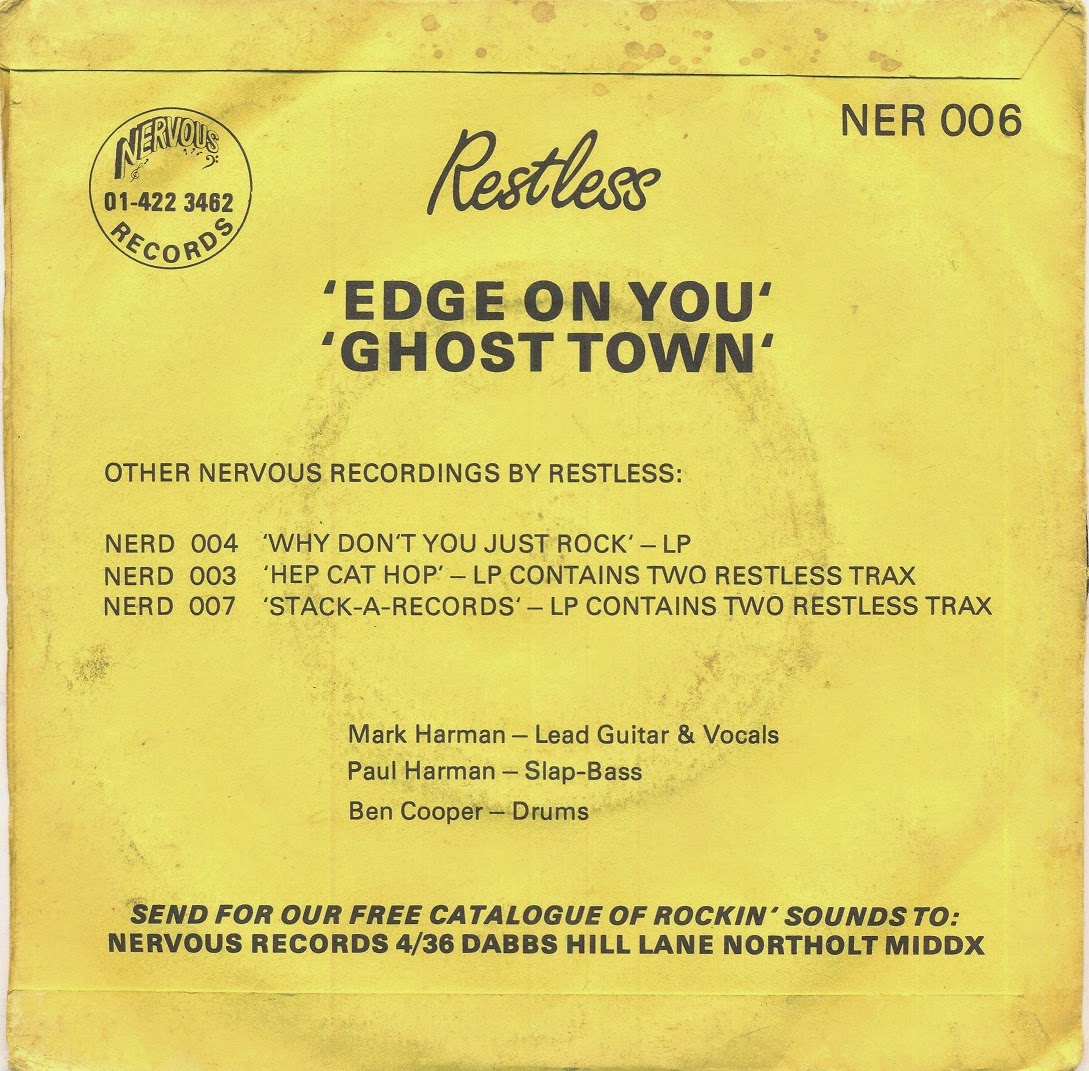 NER 006
NERVOUS
01-422 3462
RECORDS
Restless
‘EDGE ON YOU‘
‘GHOST TOWN‘
OTHER NERVOUS RECORDINGS BY RESTLESS:
NERD 004 ‘WHY DON‘T YOU JUST ROCK’ – LP
NERD 003 ‘HEP CAT HOP’ – LP CONTAINS TWO RESTLESS TRAX
NERD 007 ‘STACK-A-RECORDS‘ – LP CONTAINS TWO RESTLESS TRAX
Mark Harman – Lead Guitar & Vocals
Paul Harman – Slap-Bass
Ben Cooper – Drums
SEND FOR OUR FREE CATALOGUE OF ROCKIN‘ SOUNDS TO:
NERVOUS RECORDS 4/36 DABBS HILL LANE NORTHOLT MIDDX